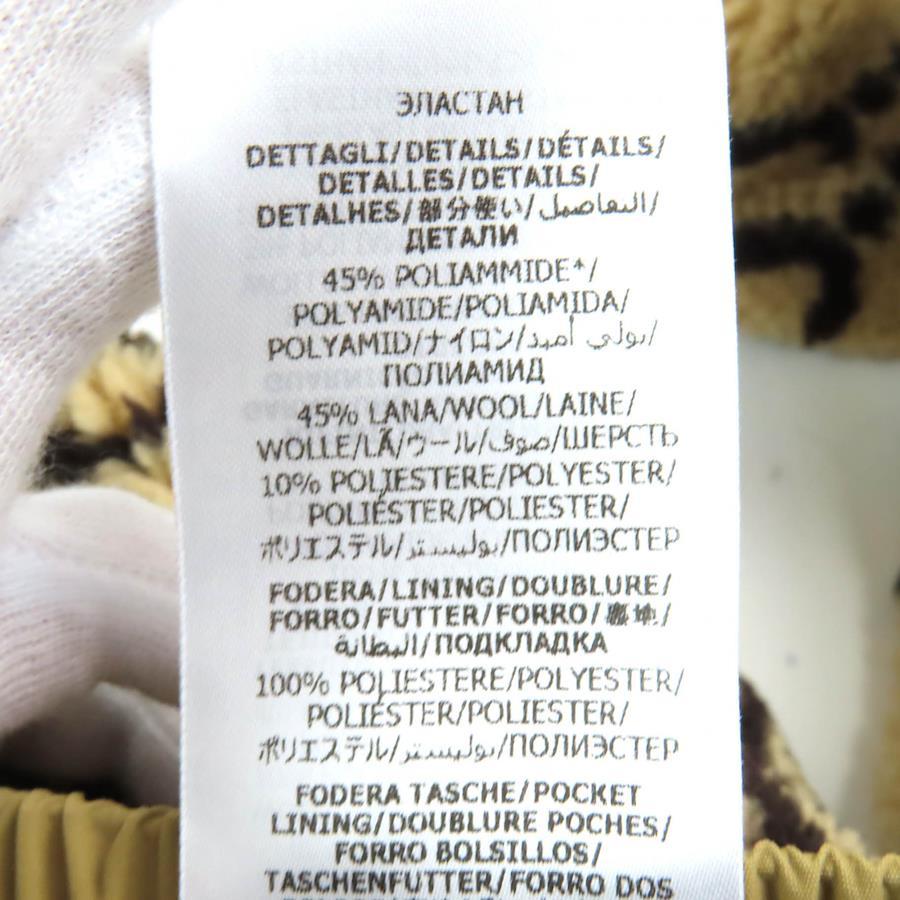 ЭЛАСТАН
DETTAGLI/DETAILS/DÉTAILS/
DETALLES/DETAILS/
DETALHES/部分使い/التفاصيل/
ДЕТАЛИ
45% POLIAMMIDE*/
POLYAMIDE/POLIAMIDA/
POLYAMID/ナイロン/بولي أميد/
ПОЛИАМИД
45% LANA/WOOL/LAINE/
WOLLE/LÃ/ウール/صوف/ШЕРСТЬ
10% POLIESTERE/POLYESTER/
POLIÉSTER/POLIESTER/
ポリエステル/بوليستر/ПОЛИЭСТЕР
FODERA/LINING/DOUBLURE/
FORRO/FUTTER/FORRO/裏地/
البطانة/ПОДКЛАДКА
100% POLIESTERE/POLYESTER/
POLIÉSTER/POLIESTER/
ポリエステル/بوليستر/ПОЛИЭСТЕР
FODERA TASCHE/POCKET
LINING/DOUBLURE POCHES/
FORRO BOLSILLOS/
TASCHENFUTTER/FORRO DOS